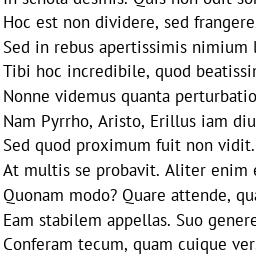 in schola desinis. Quis non odit sor
Hoc est non dividere, sed frangere
Sed in rebus apertissimis nimium l
Tibi hoc incredibile, quod beatissir
Nonne videmus quanta perturbatio
Nam Pyrrho, Aristo, Erillus iam diu
Sed quod proximum fuit non vidit.
At multis se probavit. Aliter enim e
Quonam modo? Quare attende, qua
Eam stabilem appellas. Suo genere
Conferam tecum, quam cuique ver